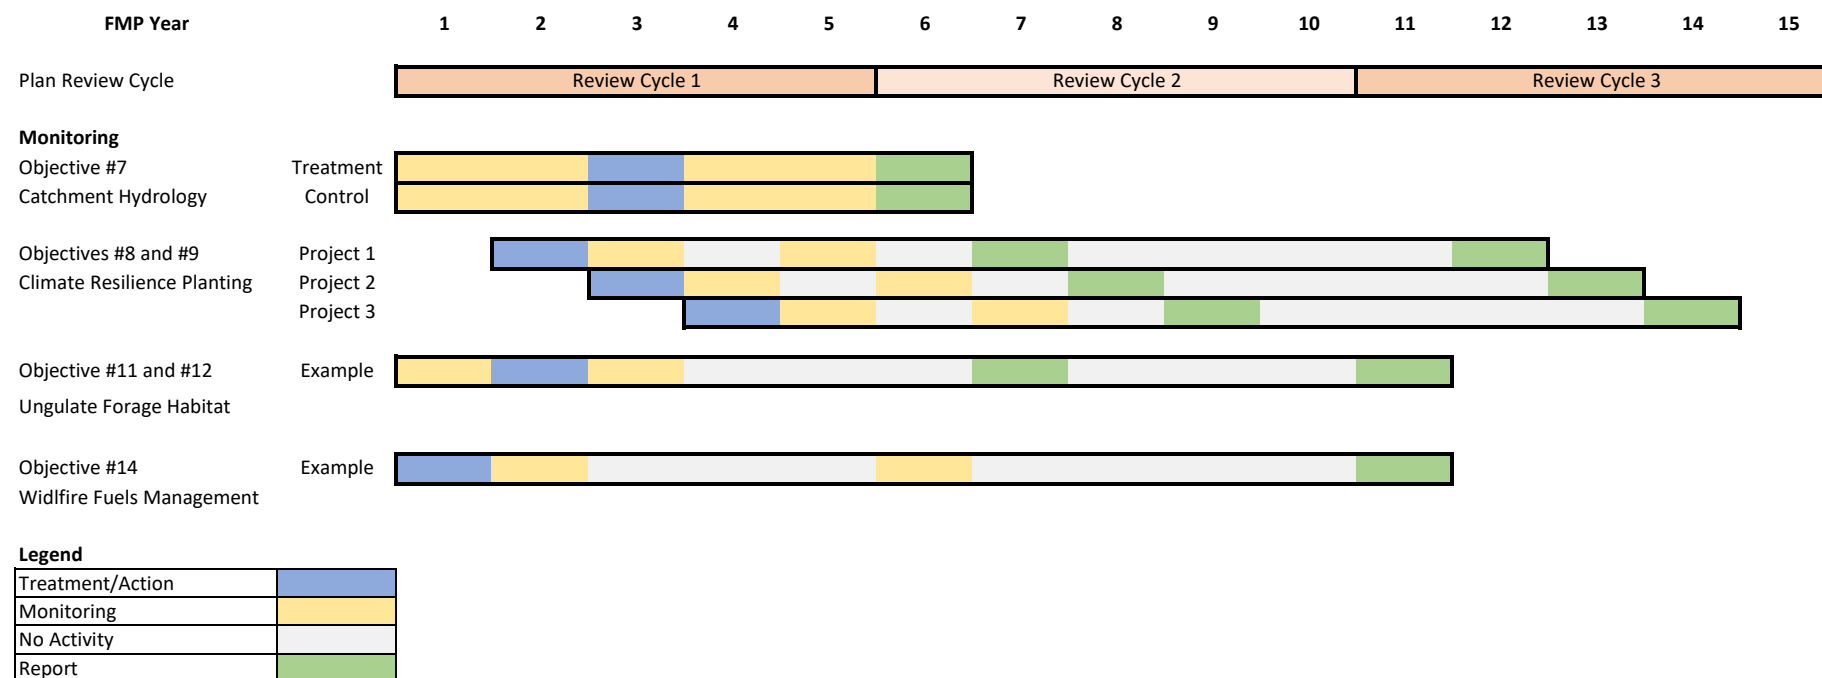 FMP Year 1 2 3 4 5 6 7 8 9 10 11 12 13 14 15
Plan Review Cycle Review Cycle 1 Review Cycle 2 Review Cycle 3
Monitoring
Objective #7 Treatment
Catchment Hydrology Control
Objectives #8 and #9 Project 1
Climate Resilience Planting Project 2
Project 3
Objective #11 and #12 Example
Ungulate Forage Habitat
Objective #14 Example
Widlfire Fuels Management
Legend
Treatment/Action
Monitoring
No Activity
Report